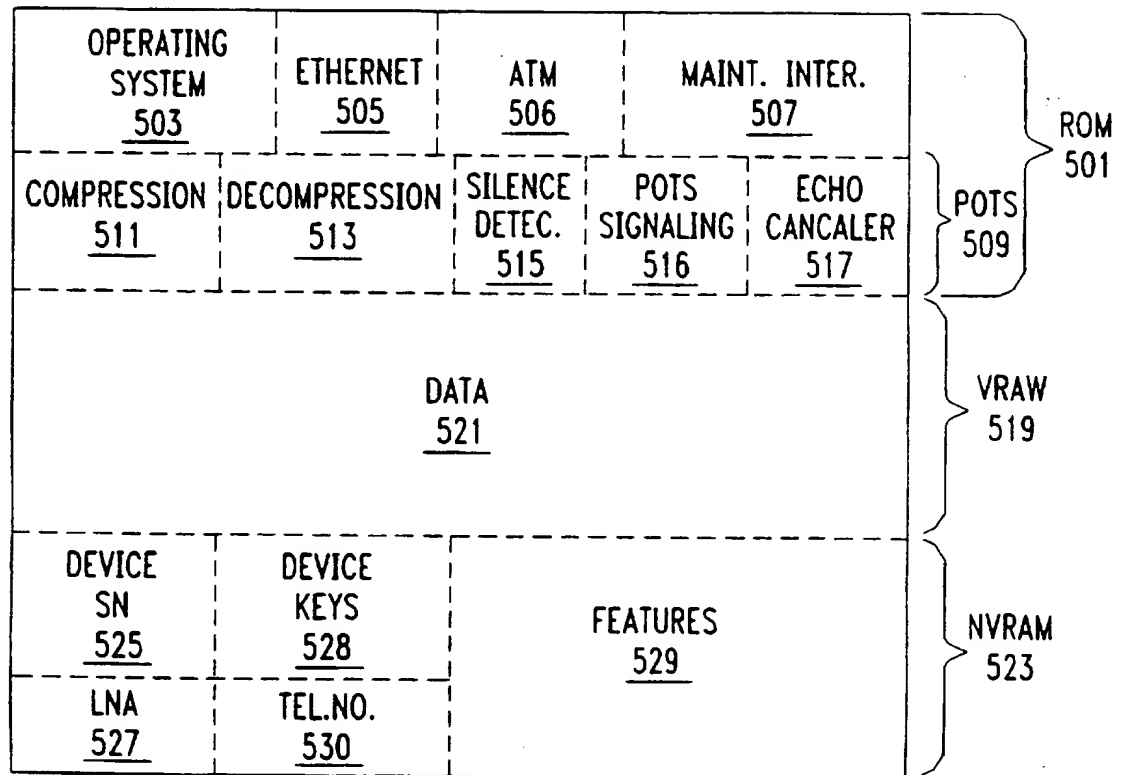 OPERATING
SYSTEM
503
ETHERNET
505
ATM
506
MAINT. INTER.
507
ROM
501
COMPRESSION
511
DECOMPRESSION
513
SILENCE
DETEC.
515
POTS
SIGNALING
516
ECHO
CANCALER
517
POTS
509
DATA
521
VRAW
519
DEVICE
SN
525
DEVICE
KEYS
528
FEATURES
529
NVRAM
523
LNA
527
TEL.NO.
530